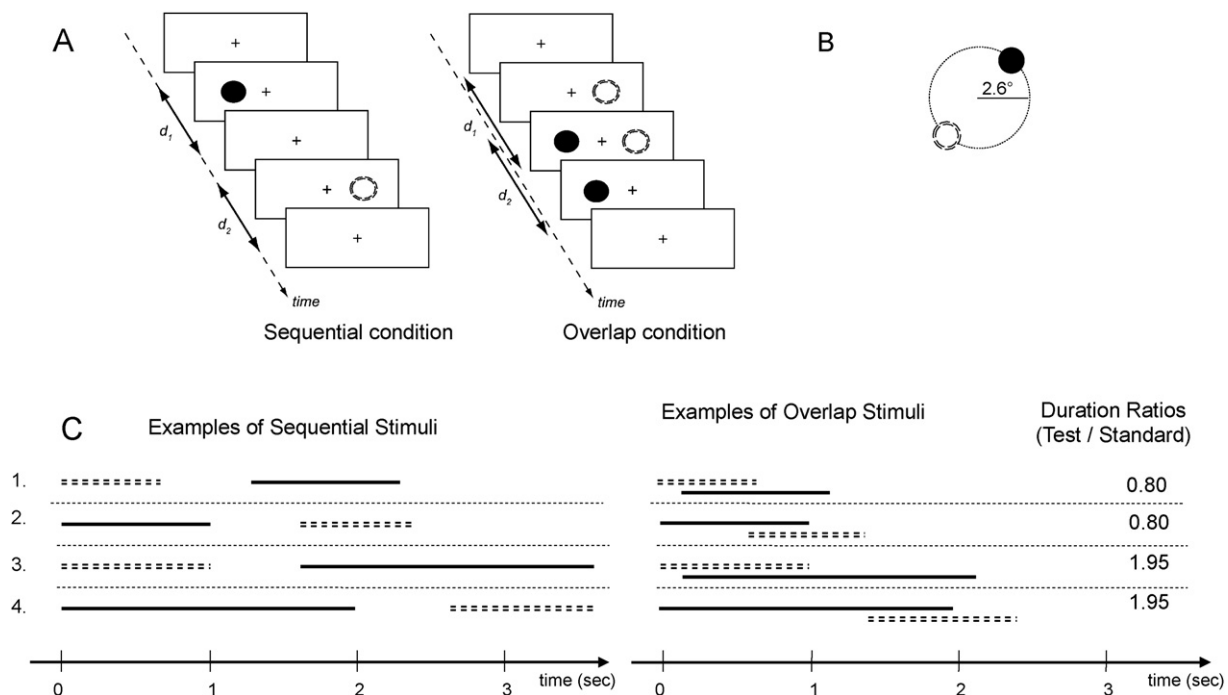 A
d1
d2
time
Sequential condition
d1
d2
time
Overlap condition
B
2.6°
C
Examples of Sequential Stimuli
Examples of Overlap Stimuli
Duration Ratios
(Test / Standard)
1.
0.80
2.
0.80
3.
1.95
4.
1.95
0 1 2 3 time (sec)
0 1 2 3 time (sec)